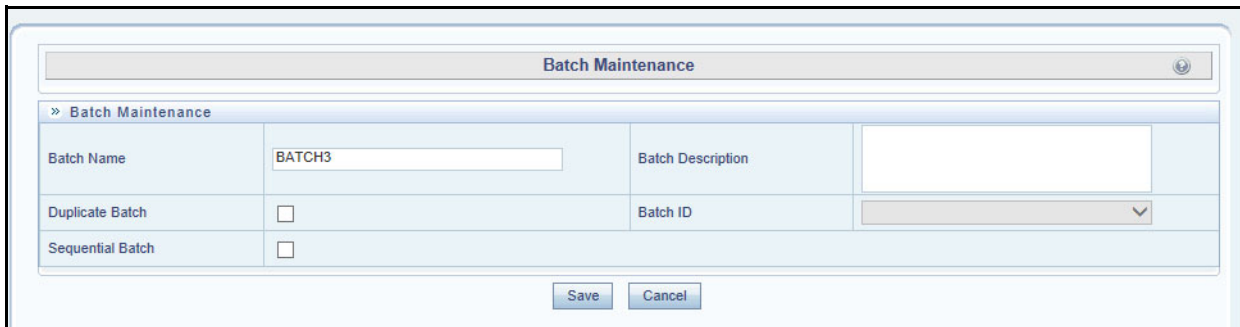 Batch Maintenance
» Batch Maintenance
Batch Name BATCH3 Batch Description
Duplicate Batch Batch ID
Sequential Batch
Save Cancel